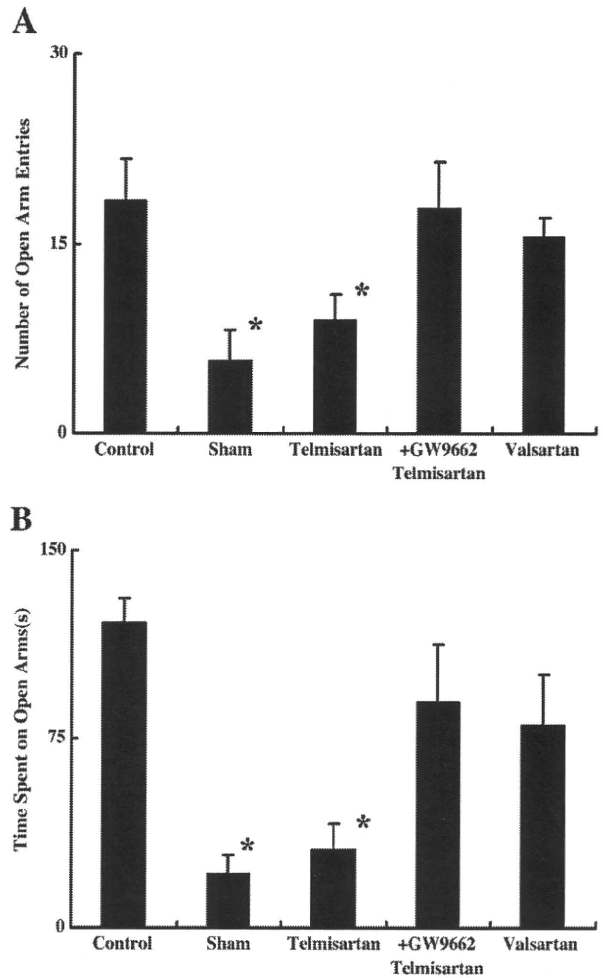 A
30
15
0
Number of Open Arm Entries
*
*
Control Sham Telmisartan +GW9662 Valsartan
Telmisartan
B
150
75
0
Time Spent on Open Arms(s)
*
*
Control Sham Telmisartan +GW9662 Valsartan
Telmisartan